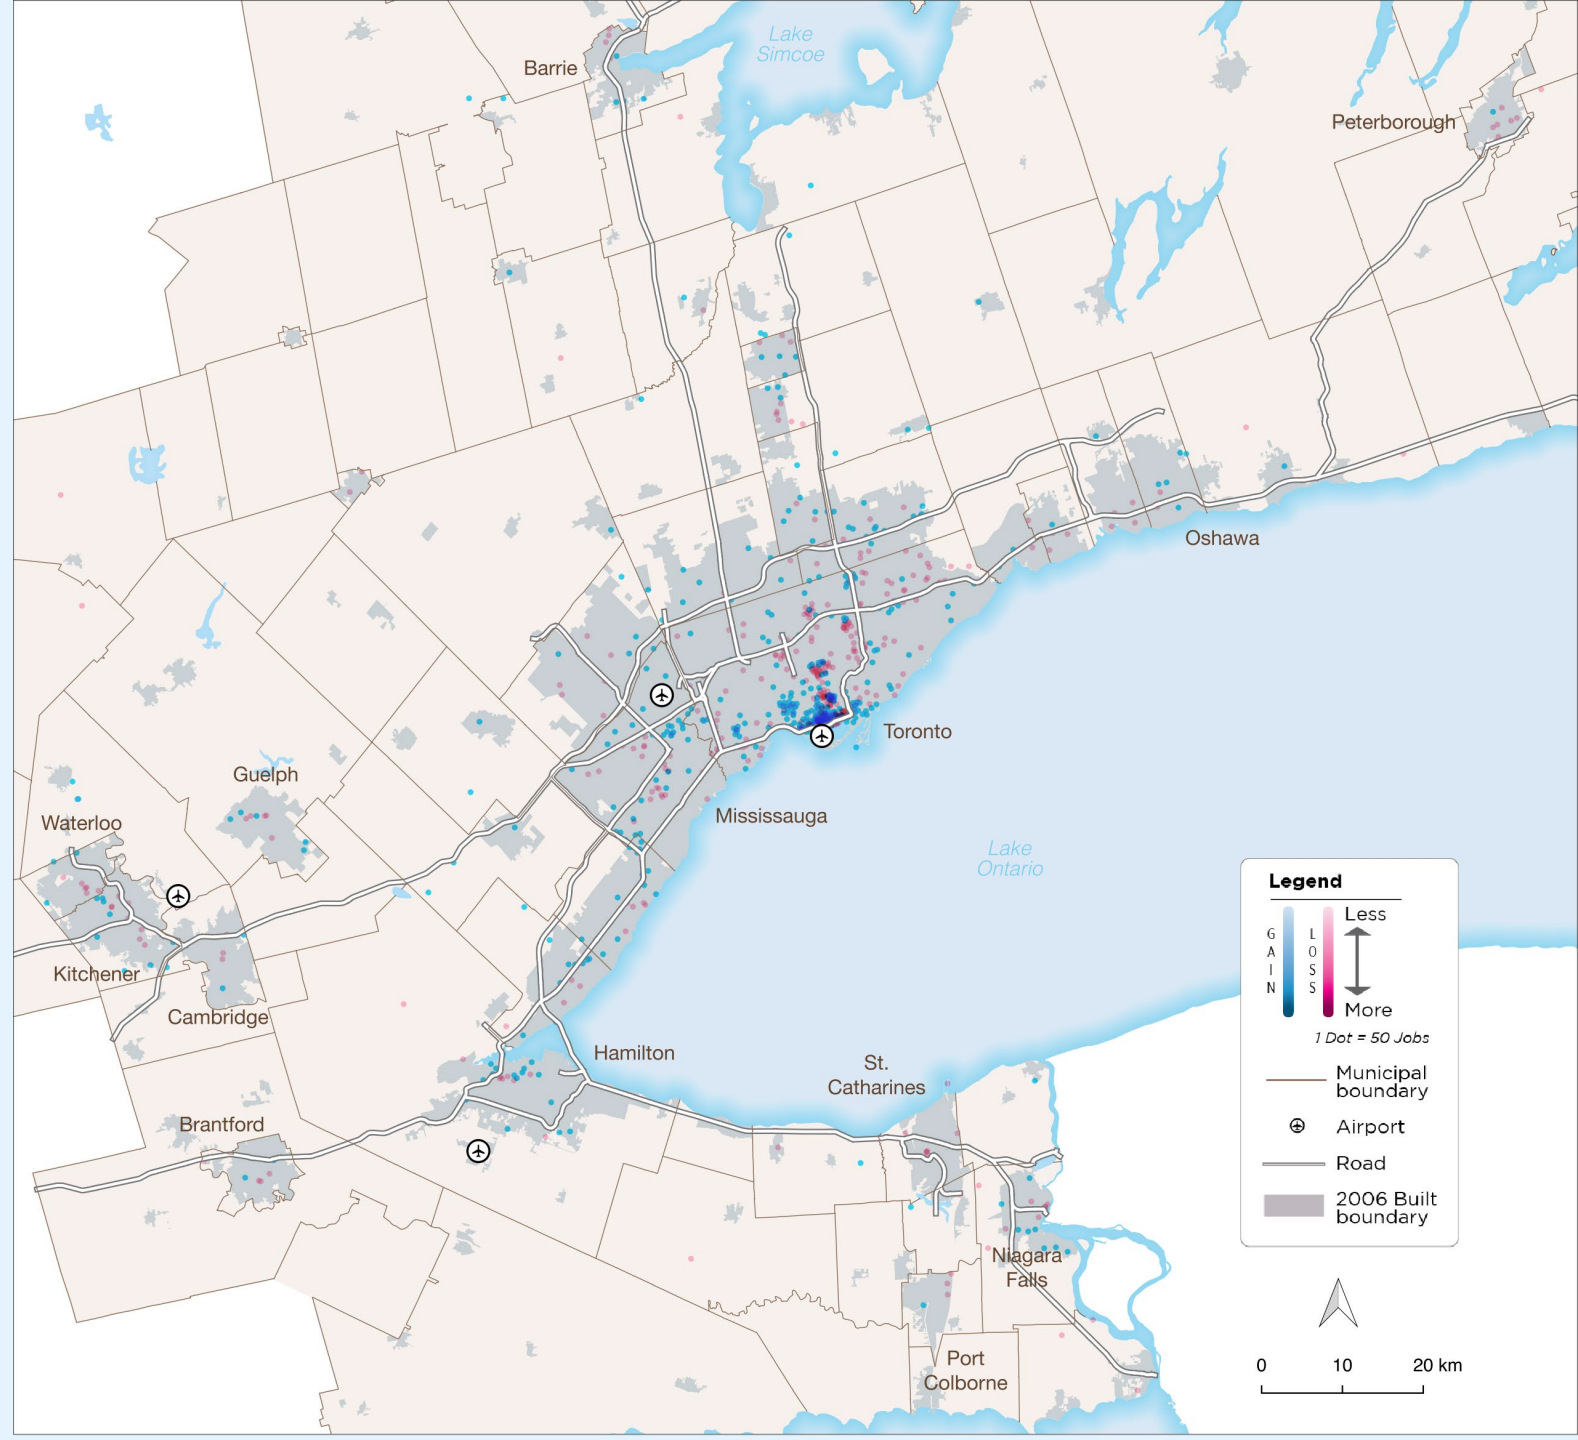 Lake
Simcoe
Barrie
Peterborough
Oshawa
Toronto
Guelph
Waterloo
Mississauga
Lake
Ontario
Kitchener
Cambridge
Hamilton
St.
Catharines
Brantford
Niagara
Falls
Port
Colborne
Legend
GAIN
LOSS
Less
More
1 Dot = 50 Jobs
Municipal
boundary
Airport
Road
2006 Built
boundary
0 10 20 km